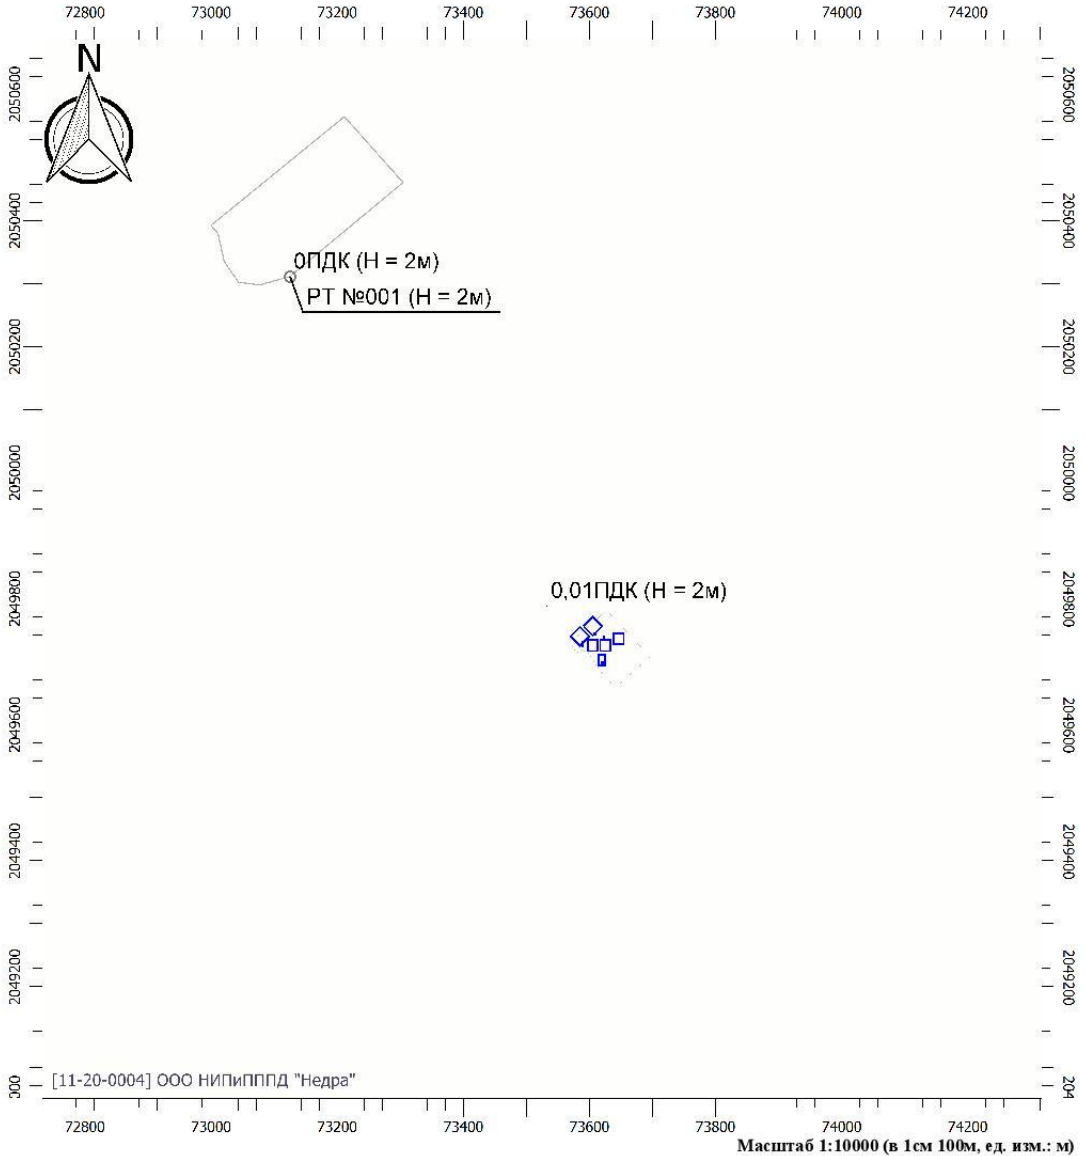 72800 73000 73200 73400 73600 73800 74000 74200
N
2050600 2050600
2050400 2050400
0ПДК (Н = 2м)
РТ №001 (Н = 2м)
2050200 2050200
2050000 2050000
0,01ПДК (Н = 2м)
2049800 2049800
2049600 2049600
2049400 2049400
2049200 2049200
[11-20-0004] ООО НИПиПППД "Недра"
000 204
72800 73000 73200 73400 73600 73800 74000 74200
Масштаб 1:10000 (в 1см 100м, ед. изм.: м)